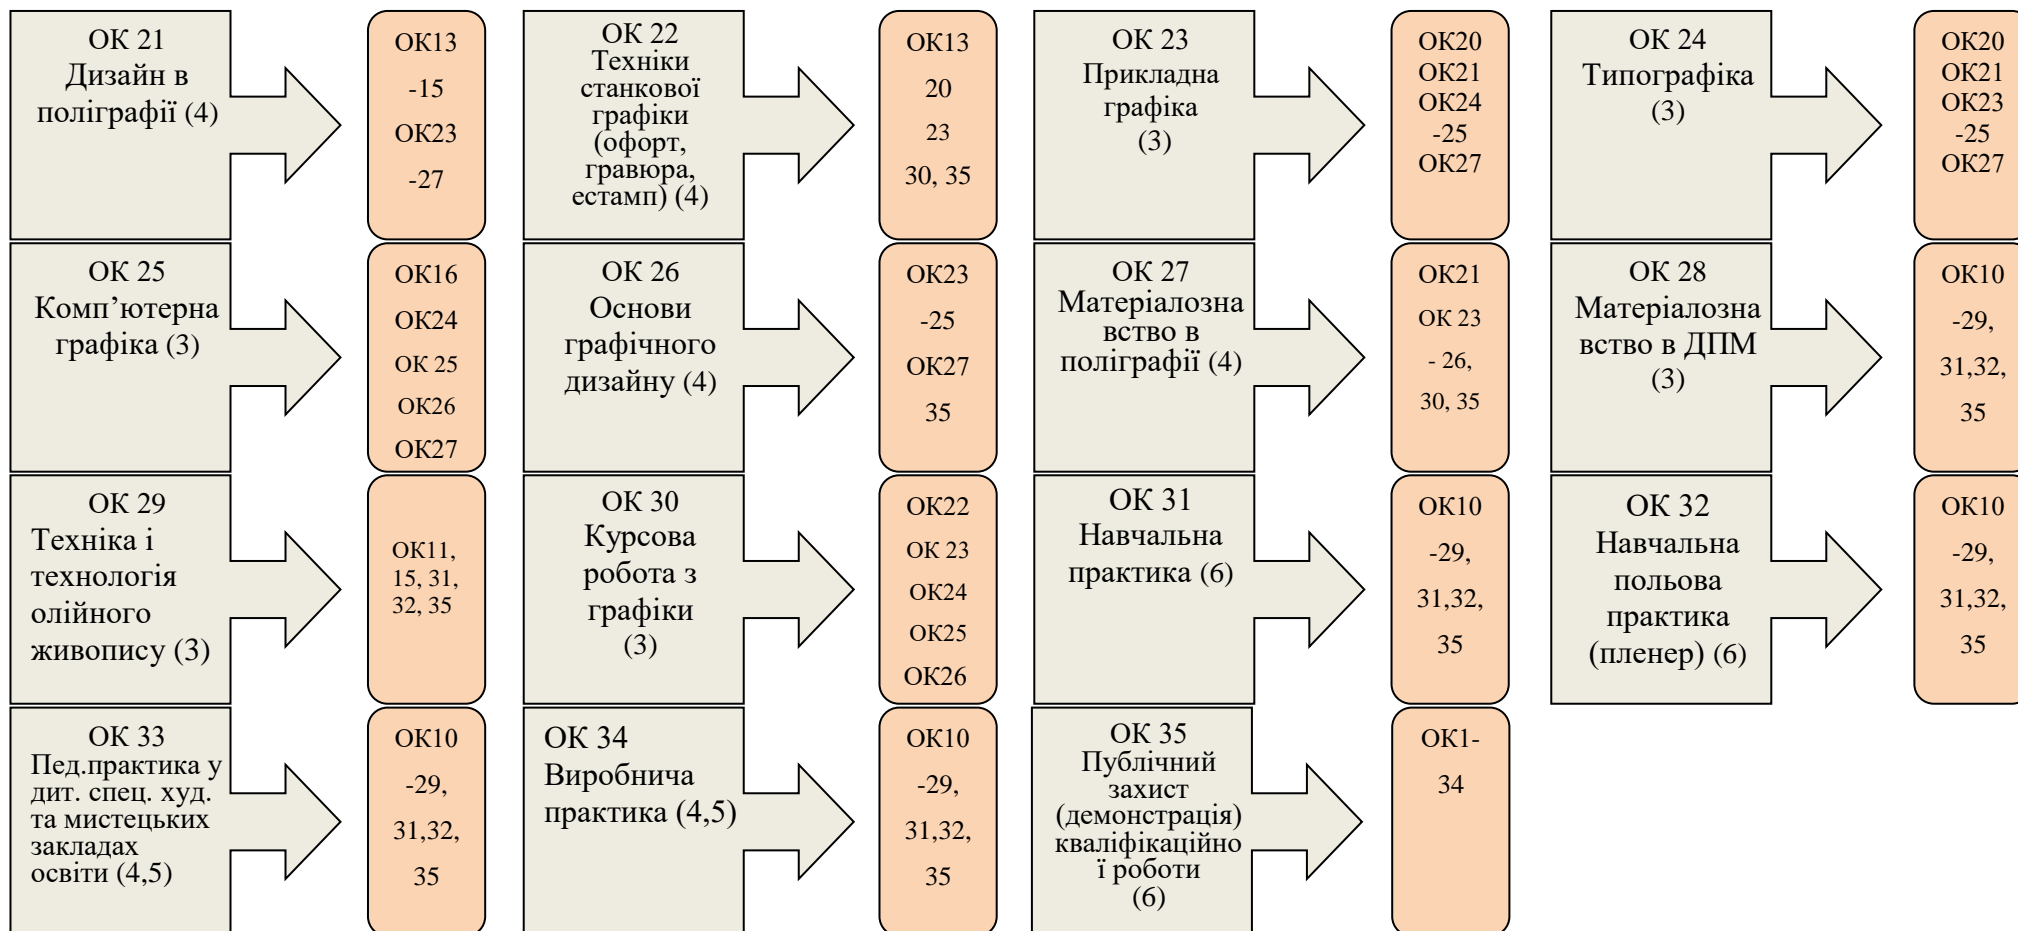 ОК 21
Дизайн в
поліграфії (4)
ОК13
-15
ОК23
-27
ОК 22
Техніки
станкової
графіки
(офорт,
гравюра,
естамп) (4)
ОК13
20
23
30, 35
ОК 23
Прикладна
графіка
(3)
ОК20
ОК21
ОК24
-25
ОК27
ОК 24
Типографіка
(3)
ОК20
ОК21
ОК23
-25
ОК27
ОК 25
Комп’ютерна
графіка (3)
ОК16
ОК24
ОК 25
ОК26
ОК27
ОК 26
Основи
графічного
дизайну (4)
ОК23
-25
ОК27
35
ОК 27
Матеріалозна
вство в
поліграфії (4)
ОК21
ОК 23
- 26,
30, 35
ОК 28
Матеріалозна
вство в ДПМ
(3)
ОК10
-29,
31,32,
35
ОК 29
Техніка і
технологія
олійного
живопису (3)
ОК11,
15, 31,
32, 35
ОК 30
Курсова
робота з
графіки
(3)
ОК22
ОК 23
ОК24
ОК25
ОК26
ОК 31
Навчальна
практика (6)
ОК10
-29,
31,32,
35
ОК 32
Навчальна
польова
практика
(пленер) (6)
ОК10
-29,
31,32,
35
ОК 33
Пед.практика у
дит. спец. худ.
та мистецьких
закладах
освіти (4,5)
ОК10
-29,
31,32,
35
ОК 34
Виробнича
практика (4,5)
ОК10
-29,
31,32,
35
ОК 35
Публічний
захист
(демонстрація)
кваліфікаційно
ї роботи
(6)
ОК1-
34